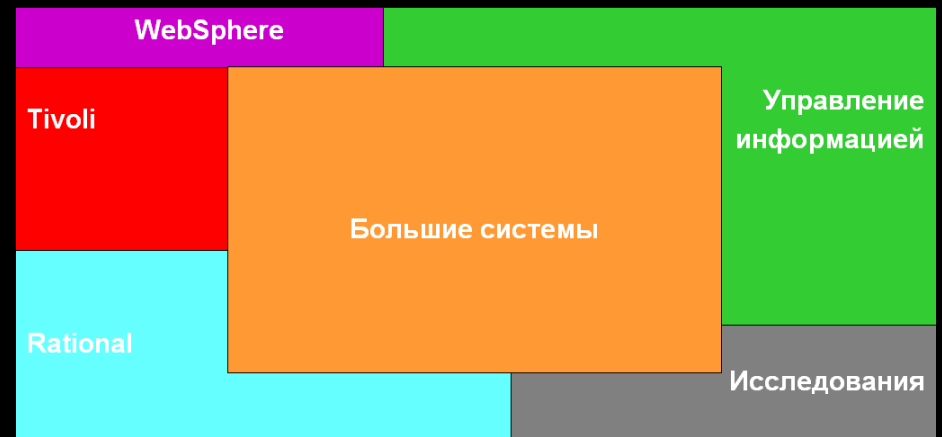 WebSphere
Tivoli
Управление
информацией
Большие системы
Rational
Исследования